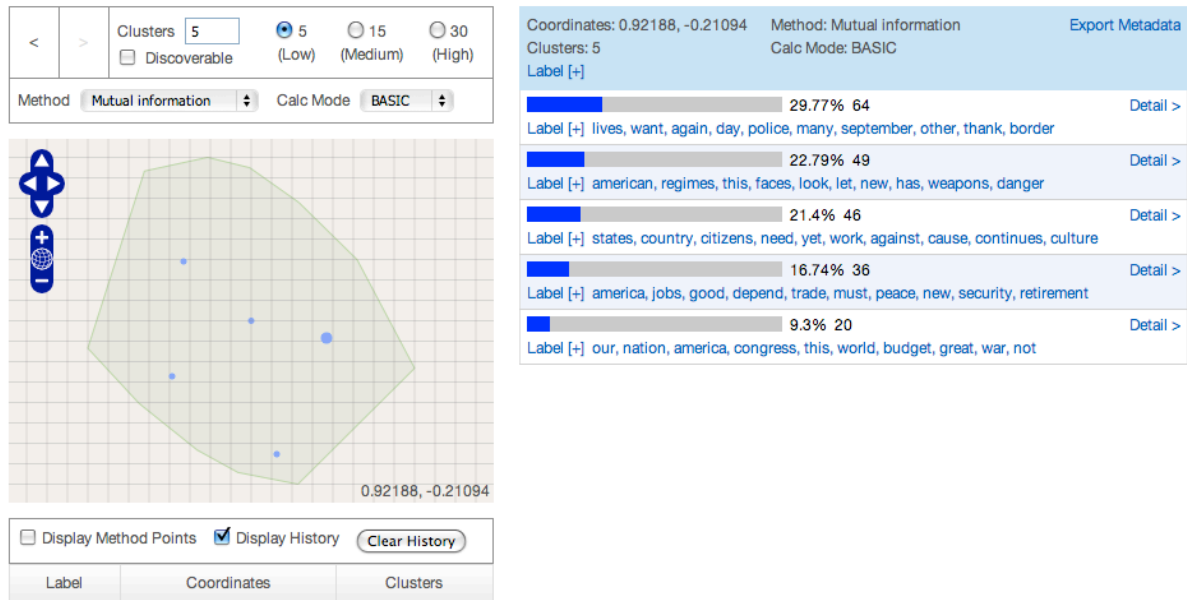 < > Clusters 5 5 15 30
Discoverable (Low) (Medium) (High)
Method Mutual information Calc Mode BASIC
+
−
0.92188, -0.21094
Display Method Points Display History Clear History
Label Coordinates Clusters
Coordinates: 0.92188, -0.21094 Method: Mutual information Export Metadata
Clusters: 5 Calc Mode: BASIC
Label [+]
29.77% 64 Detail >
Label [+] lives, want, again, day, police, many, september, other, thank, border
22.79% 49 Detail >
Label [+] american, regimes, this, faces, look, let, new, has, weapons, danger
21.4% 46 Detail >
Label [+] states, country, citizens, need, yet, work, against, cause, continues, culture
16.74% 36 Detail >
Label [+] america, jobs, good, depend, trade, must, peace, new, security, retirement
9.3% 20 Detail >
Label [+] our, nation, america, congress, this, world, budget, great, war, not